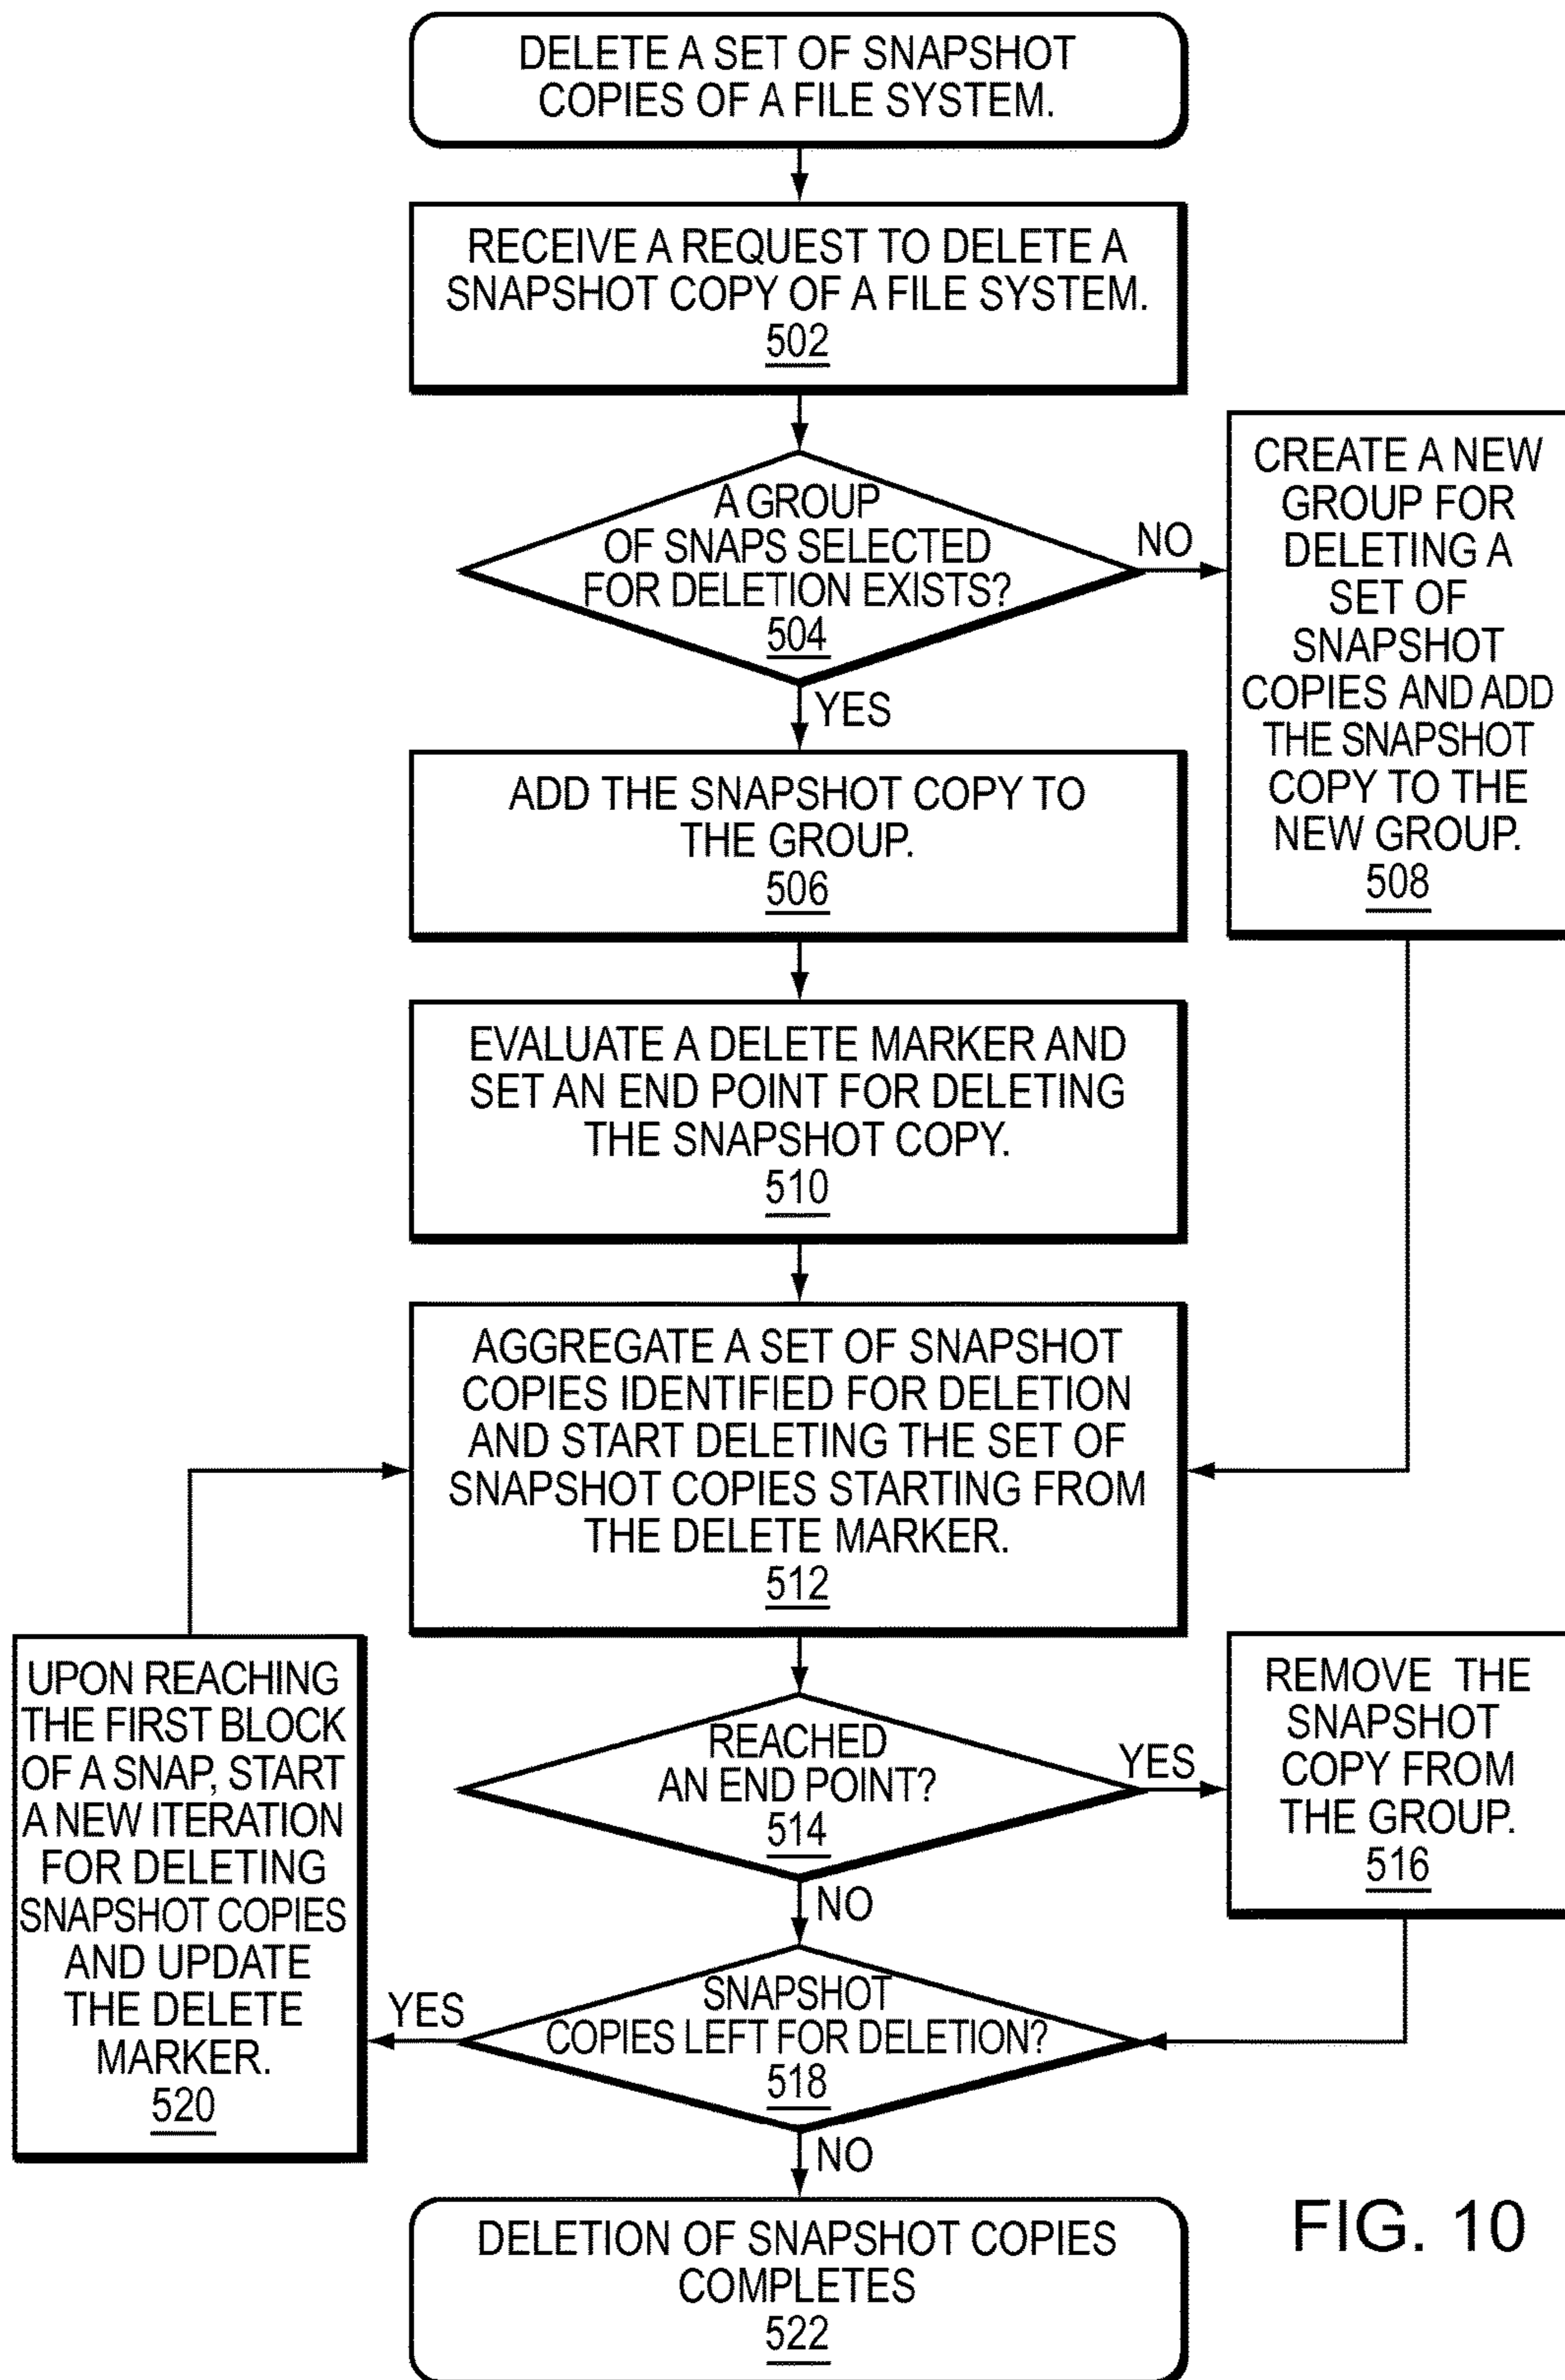 DELETE A SET OF SNAPSHOT
COPIES OF A FILE SYSTEM.
RECEIVE A REQUEST TO DELETE A
SNAPSHOT COPY OF A FILE SYSTEM.
502
A GROUP
OF SNAPS SELECTED
FOR DELETION EXISTS?
504
NO
YES
CREATE A NEW
GROUP FOR
DELETING A
SET OF
SNAPSHOT
COPIES AND ADD
THE SNAPSHOT
COPY TO THE
NEW GROUP.
508
ADD THE SNAPSHOT COPY TO
THE GROUP.
506
EVALUATE A DELETE MARKER AND
SET AN END POINT FOR DELETING
THE SNAPSHOT COPY.
510
AGGREGATE A SET OF SNAPSHOT
COPIES IDENTIFIED FOR DELETION
AND START DELETING THE SET OF
SNAPSHOT COPIES STARTING FROM
THE DELETE MARKER.
512
REACHED
AN END POINT?
514
YES
NO
REMOVE THE
SNAPSHOT
COPY FROM
THE GROUP.
516
SNAPSHOT
COPIES LEFT FOR DELETION?
518
YES
NO
UPON REACHING
THE FIRST BLOCK
OF A SNAP, START
A NEW ITERATION
FOR DELETING
SNAPSHOT COPIES
AND UPDATE
THE DELETE
MARKER.
520
DELETION OF SNAPSHOT COPIES
COMPLETES
522
FIG. 10